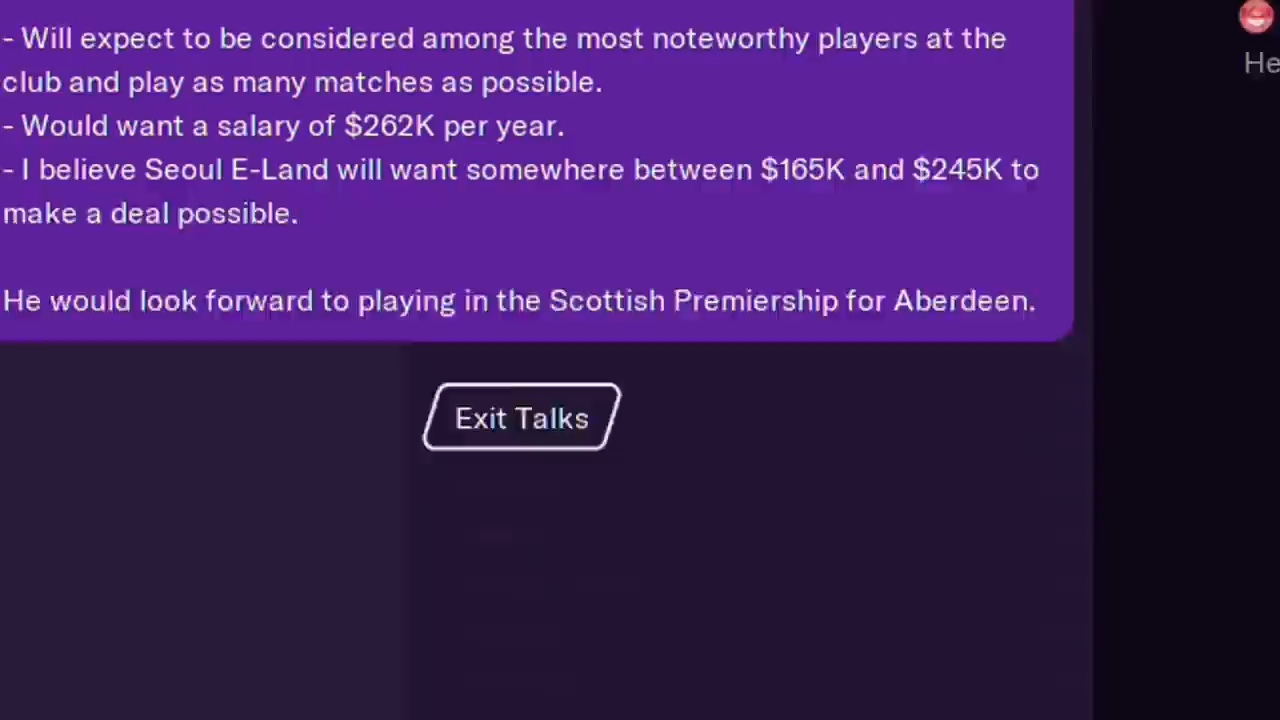 - Will expect to be considered among the most noteworthy players at the
club and play as many matches as possible.
- Would want a salary of $262K per year.
- I believe Seoul E-Land will want somewhere between $165K and $245K to
make a deal possible.
He would look forward to playing in the Scottish Premiership for Aberdeen.
Exit Talks
He